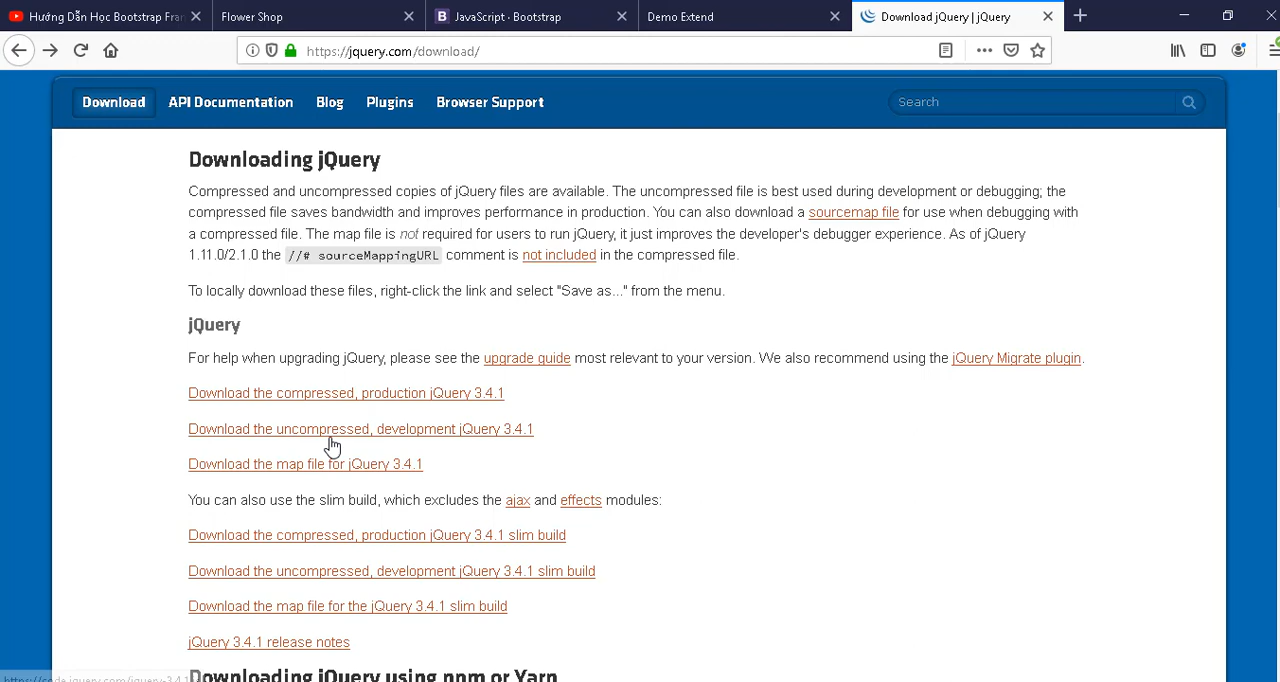 Hướng Dẫn Học Bootstrap Fra
Flower Shop
JavaScript · Bootstrap
Demo Extend
Download jQuery | jQuery
https://jquery.com/download/
Download API Documentation Blog Plugins Browser Support Search
Downloading jQuery
Compressed and uncompressed copies of jQuery files are available. The uncompressed file is best used during development or debugging; the
compressed file saves bandwidth and improves performance in production. You can also download a sourcemap file for use when debugging with
a compressed file. The map file is not required for users to run jQuery, it just improves the developer's debugger experience. As of jQuery
1.11.0/2.1.0 the //# sourceMappingURL comment is not included in the compressed file.
To locally download these files, right-click the link and select "Save as..." from the menu.
jQuery
For help when upgrading jQuery, please see the upgrade guide most relevant to your version. We also recommend using the jQuery Migrate plugin.
Download the compressed, production jQuery 3.4.1
Download the uncompressed, development jQuery 3.4.1
Download the map file for jQuery 3.4.1
You can also use the slim build, which excludes the ajax and effects modules:
Download the compressed, production jQuery 3.4.1 slim build
Download the uncompressed, development jQuery 3.4.1 slim build
Download the map file for the jQuery 3.4.1 slim build
jQuery 3.4.1 release notes
Downloading jQuery using npm or Yarn